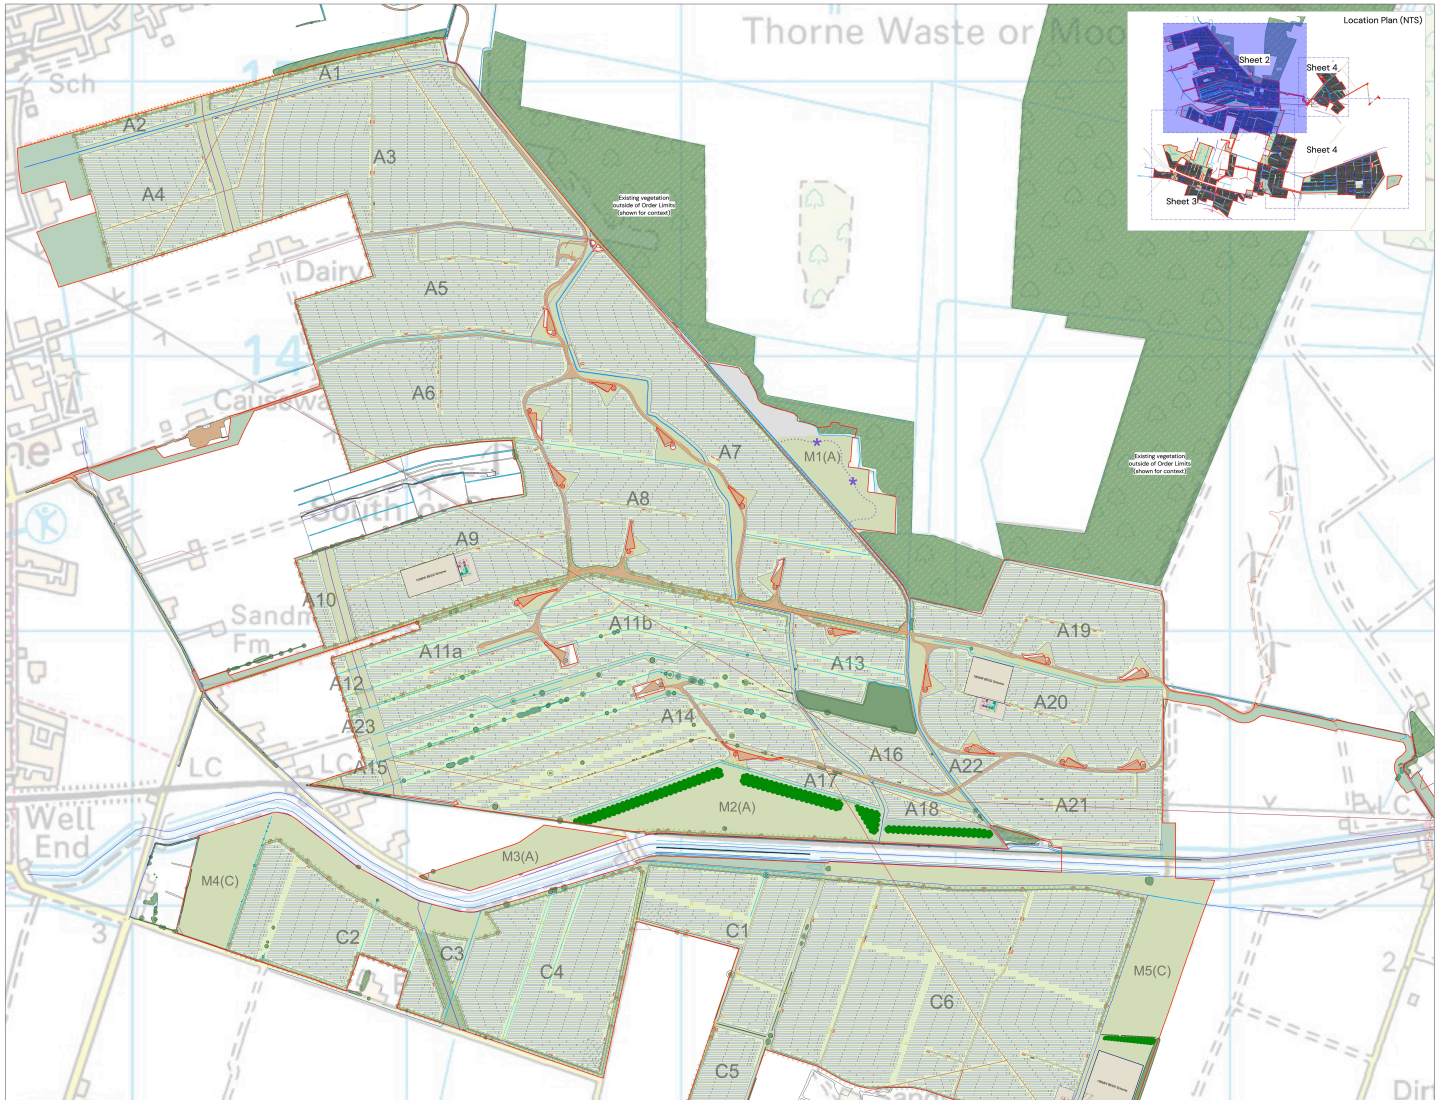 Thorne Waste or Moo
Location Plan (NTS)
Sheet 2
Sheet 4
Sheet 4
Sheet 3
Sch
A1
A2
A3
A4
Existing vegetation
outside of Order Limits
(shown for context)
Dairy
A5
14
Causewa
A6
ne
A7
M1(A)
Existing vegetation
outside of Order Limits
(shown for context)
A8
A9
A10
Sandm
Fm
A11a
A11b
A12
A13
A19
A20
A23
A14
A15
A16
A22
A17
A18
A21
LC
LC
LC
Well
End
M2(A)
M3(A)
M4(C)
C1
C2
C3
C4
C5
C6
M5(C)
3
2